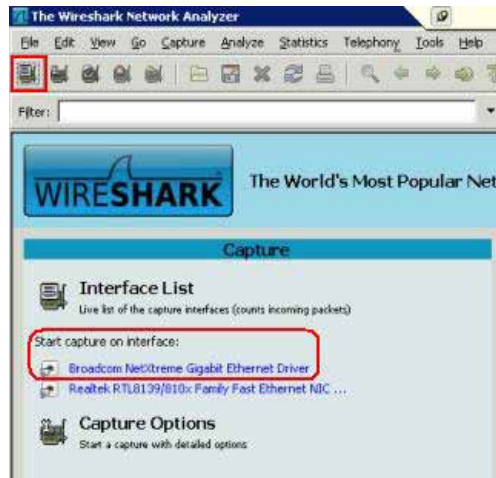 The Wireshark Network Analyzer
File Edit View Go Capture Analyze Statistics Telephony Tools Help
Filter:
WIRESHARK The World's Most Popular Net
Capture
Interface List
Live list of the capture interfaces (counts incoming packets)
Start capture on interface:
Broadcom NetXtreme Gigabit Ethernet Driver
Realtek RTL8139/810x Family Fast Ethernet NIC ...
Capture Options
Start a capture with detailed options